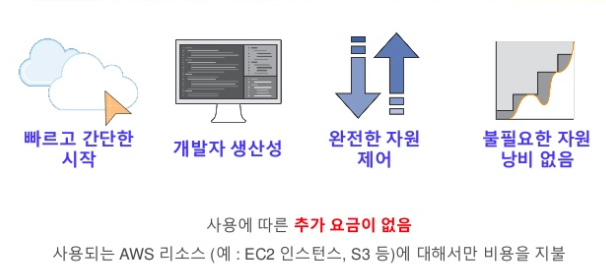 빠르고 간단한
시작
개발자 생산성
완전한 자원
제어
불필요한 자원
낭비 없음
사용에 따른 추가 요금이 없음
사용되는 AWS 리소스 (예 : EC2 인스턴스, S3 등)에 대해서만 비용을 지불